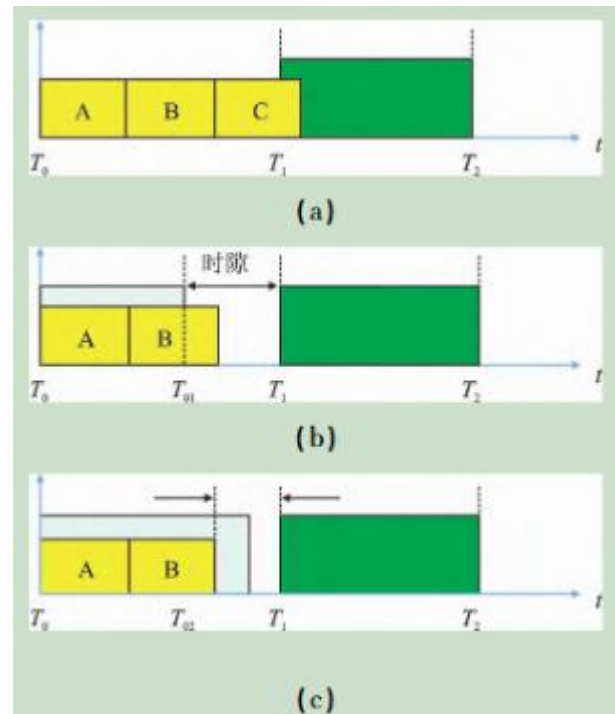 A B C
T₀ T₁ T₂ t
(a)
时隙
A B
T₀ T₀₁ T₁ T₂ t
(b)
A B
T₀ T₀₂ T₁ T₂ t
(c)